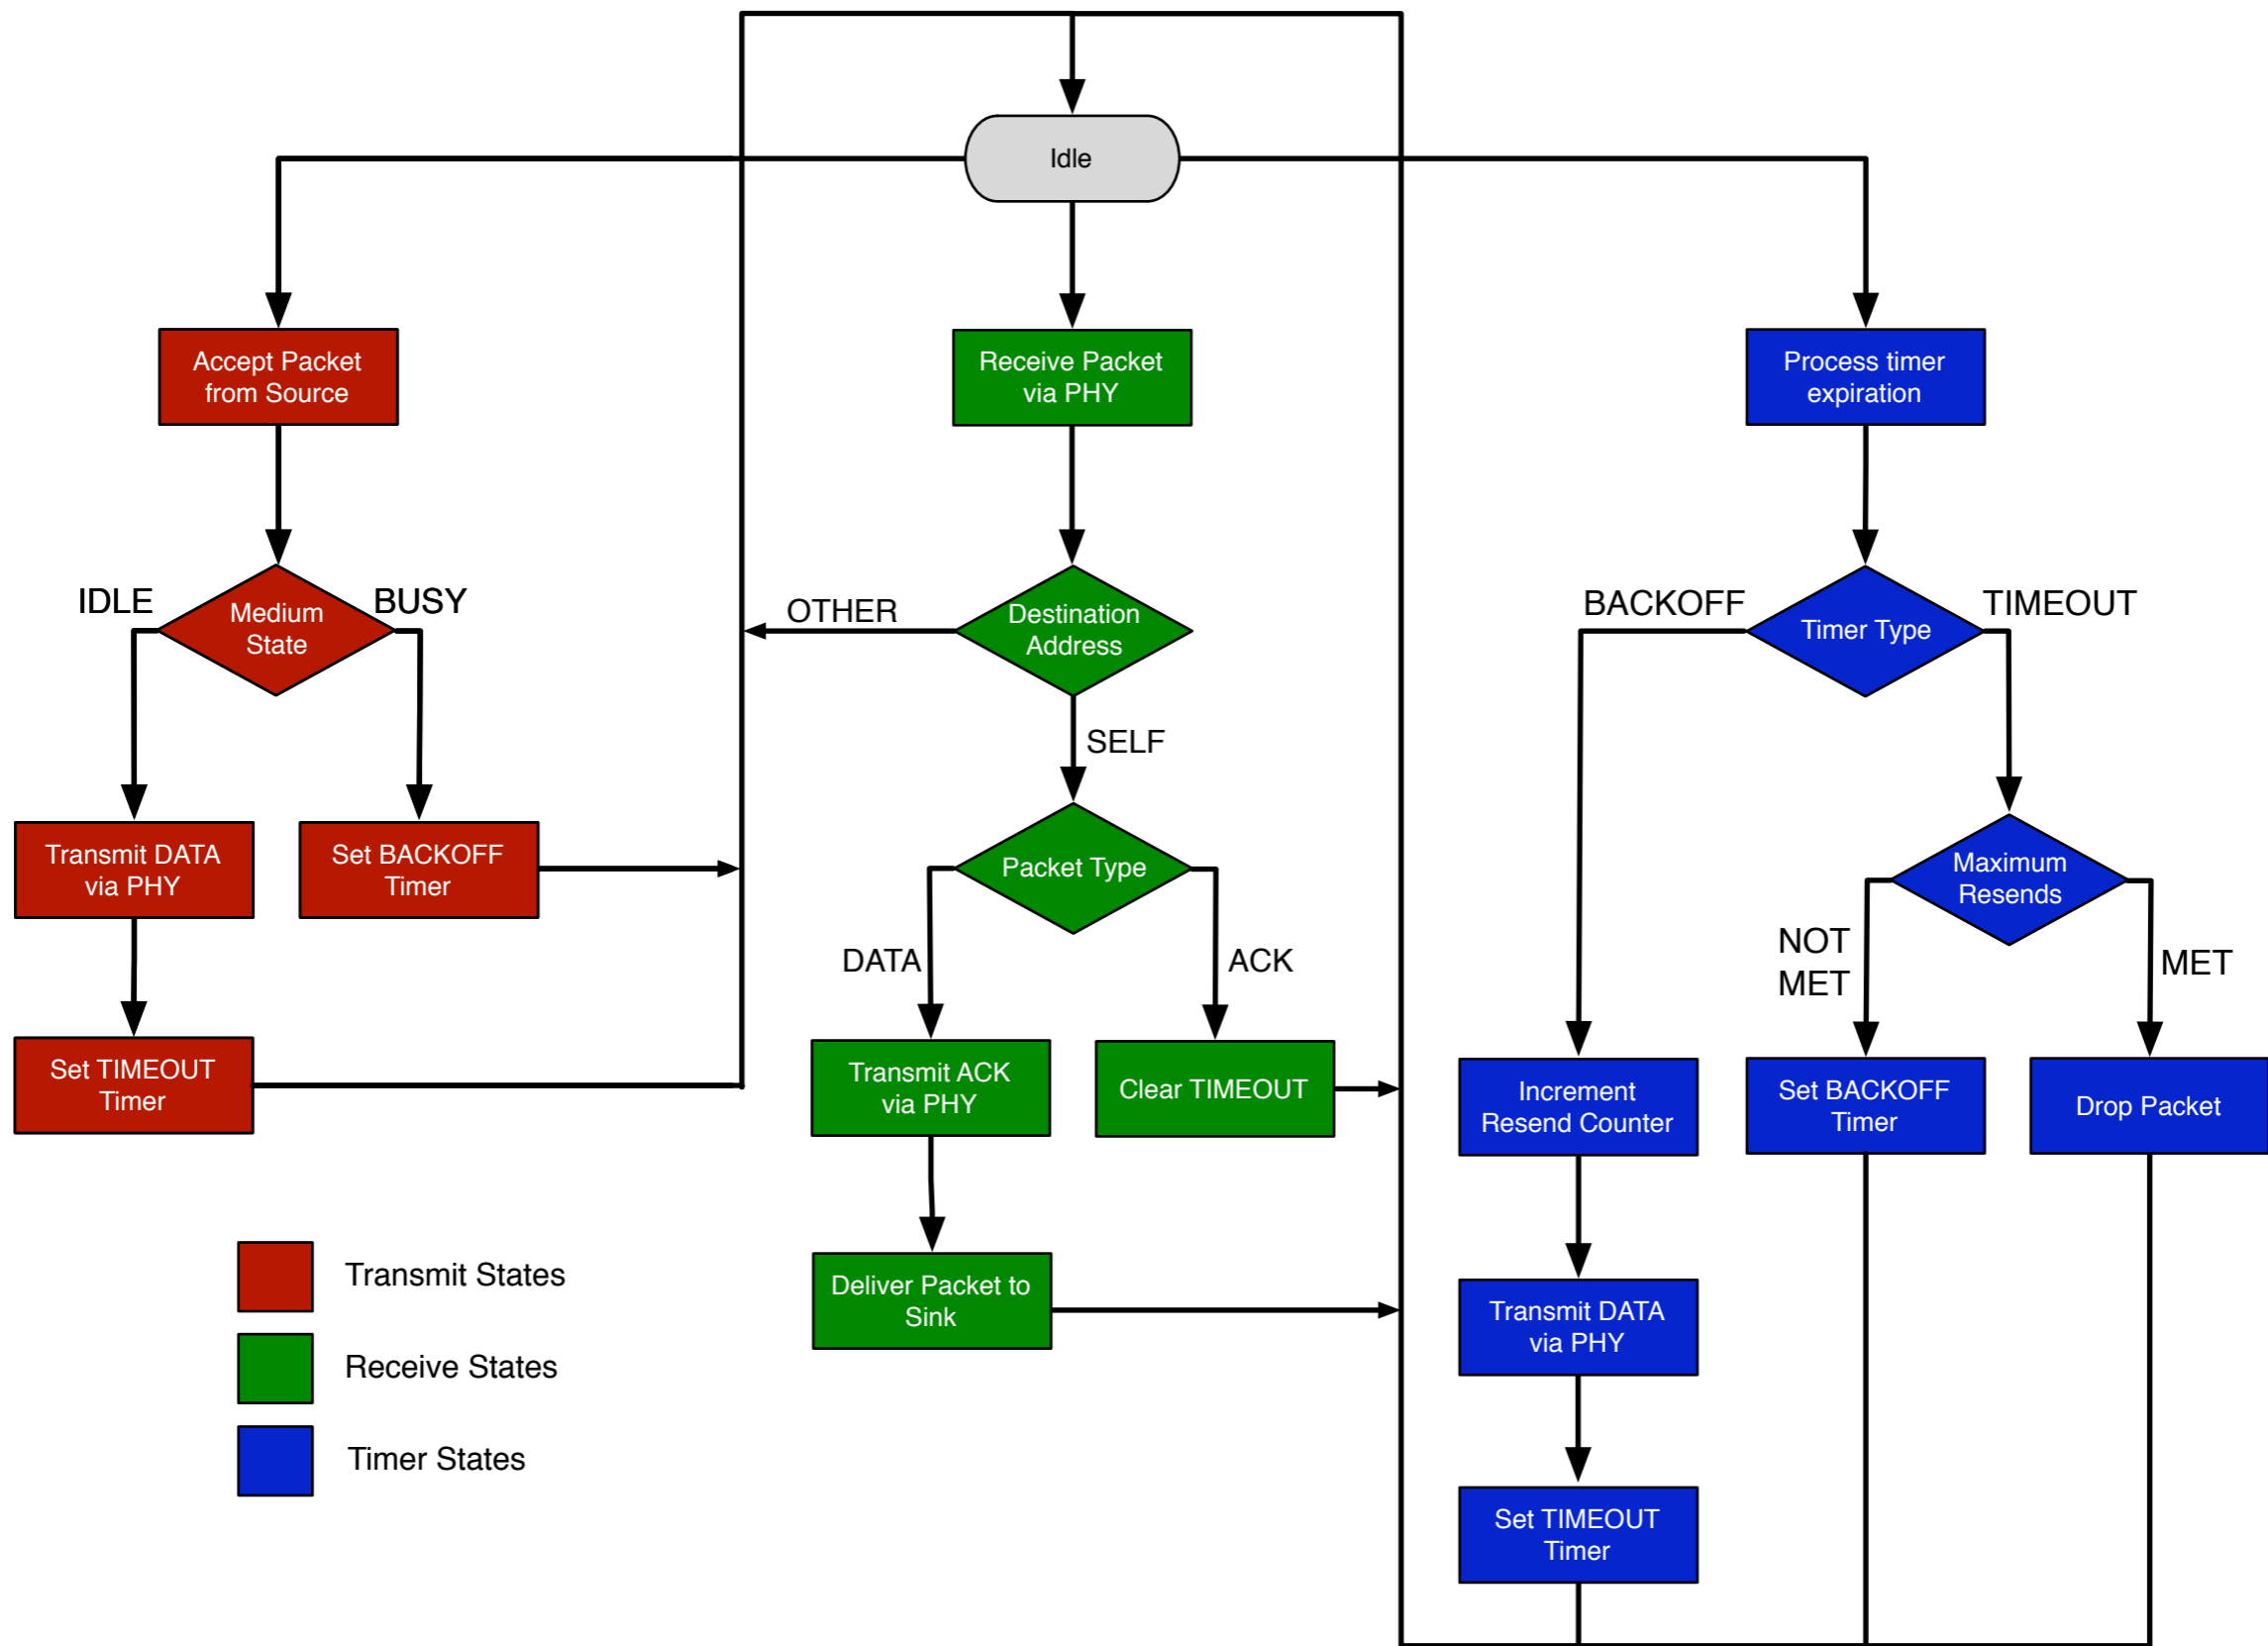 Idle
Accept Packet
from Source
Receive Packet
via PHY
Process timer
expiration
IDLE
Medium
State
BUSY
OTHER
Destination
Address
BACKOFF
Timer Type
TIMEOUT
SELF
Transmit DATA
via PHY
Set BACKOFF
Timer
Packet Type
Maximum
Resends
DATA
ACK
NOT
MET
MET
Set TIMEOUT
Timer
Transmit ACK
via PHY
Clear TIMEOUT
Increment
Resend Counter
Set BACKOFF
Timer
Drop Packet
Deliver Packet to
Sink
Transmit DATA
via PHY
Set TIMEOUT
Timer
Transmit States
Receive States
Timer States